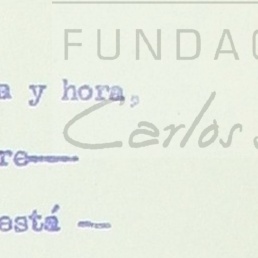 FUNDAC
a y hora,
Carlos S
re——
está —